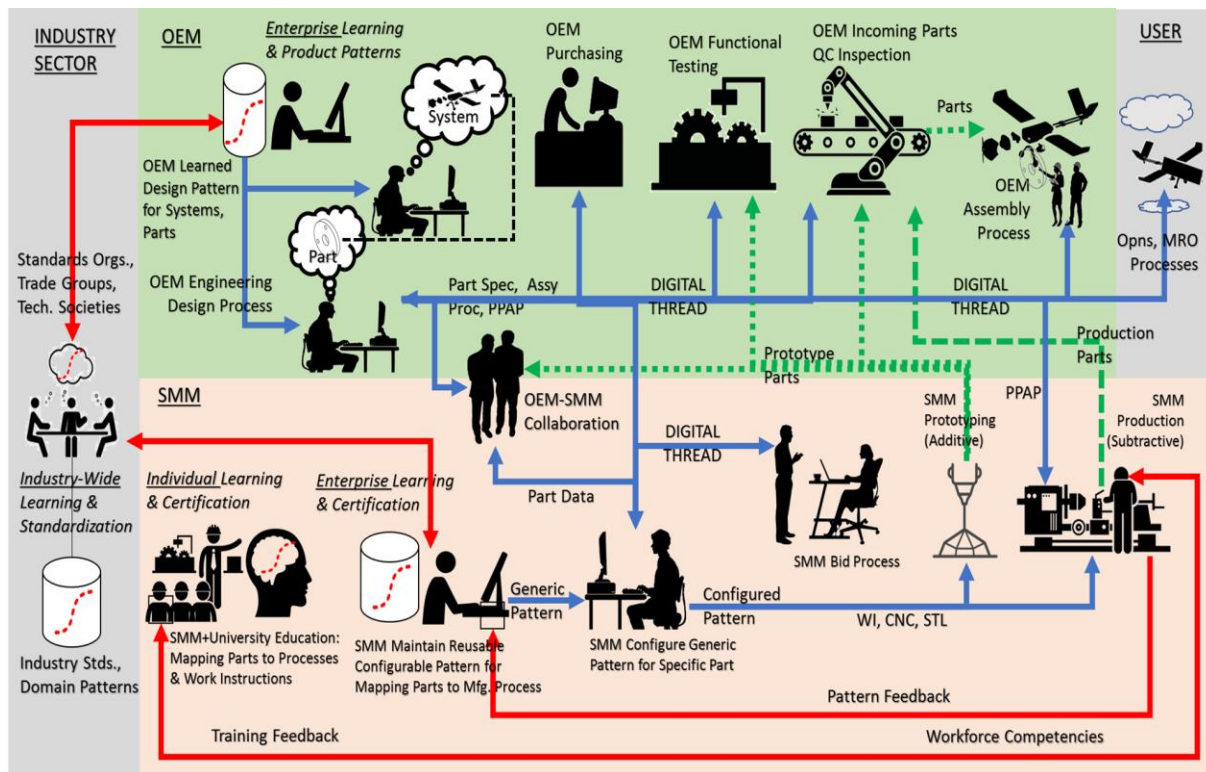 INDUSTRY
SECTOR
OEM
Enterprise Learning
& Product Patterns
System
OEM Learned
Design Pattern
for Systems,
Parts
Part
OEM Engineering
Design Process
OEM
Purchasing
OEM Functional
Testing
OEM Incoming Parts
QC Inspection
Parts
OEM
Assembly
Process
USER
Opns, MRO
Processes
Standards Orgs.,
Trade Groups,
Tech. Societies
Part Spec, Assy
Proc, PPAP
DIGITAL
THREAD
DIGITAL
THREAD
Production
Parts
Prototype
Parts
SMM
OEM-SMM
Collaboration
DIGITAL
THREAD
Part Data
SMM
Prototyping
(Additive)
PPAP
SMM
Production
(Subtractive)
Industry-Wide
Learning &
Standardization
Industry Stds.,
Domain Patterns
Individual Learning
& Certification
SMM+University Education:
Mapping Parts to Processes
& Work Instructions
Enterprise Learning
& Certification
SMM Maintain Reusable
Configurable Pattern for
Mapping Parts to Mfg. Process
Generic
Pattern
SMM Configure Generic
Pattern for Specific Part
Configured
Pattern
SMM Bid Process
WI, CNC, STL
Pattern Feedback
Training Feedback
Workforce Competencies